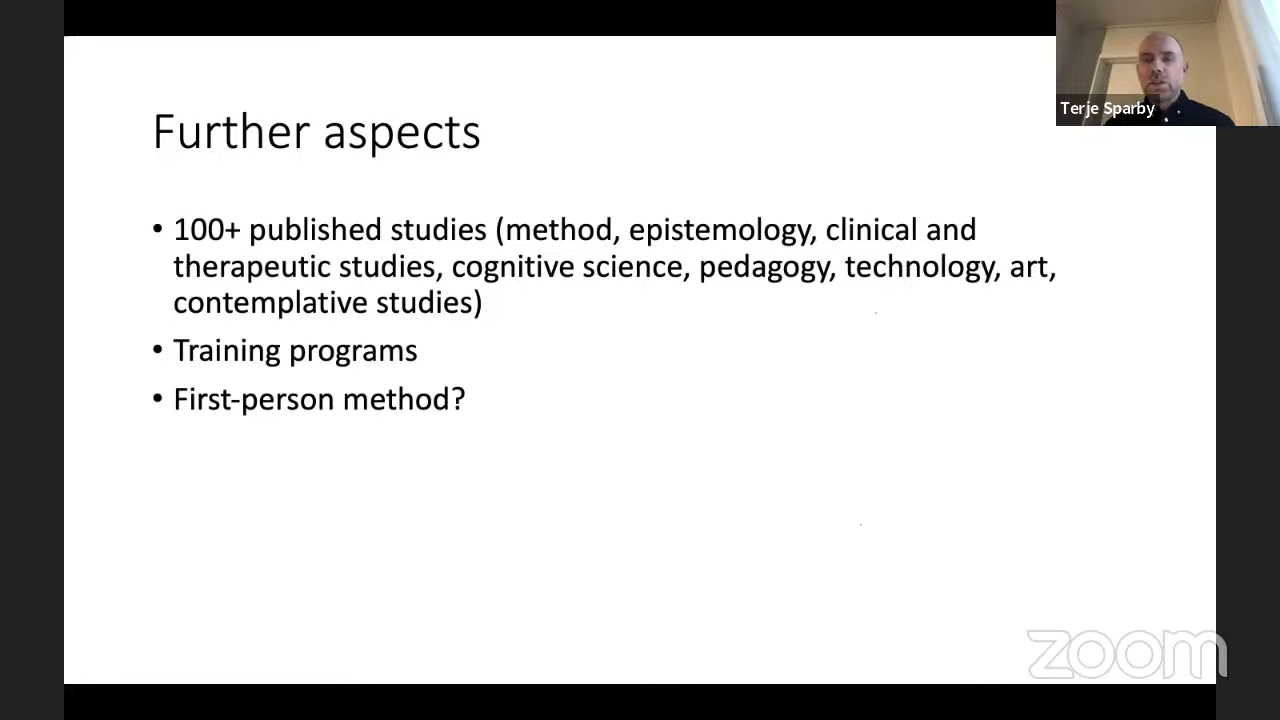 Terje Sparby
Further aspects
• 100+ published studies (method, epistemology, clinical and
therapeutic studies, cognitive science, pedagogy, technology, art,
contemplative studies)
• Training programs
• First-person method?
zoom